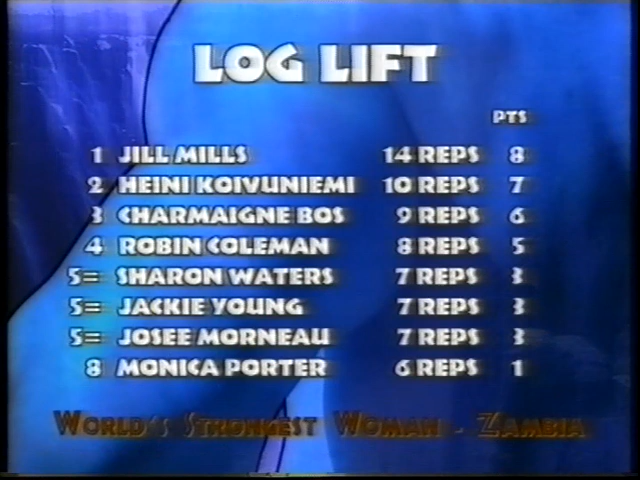 LOG LIFT
PTS
1 JILL MILLS 14 REPS 8
2 HEINI KOIVUNIEMI 10 REPS 7
3 CHARMAIGNE BOS 9 REPS 6
4 ROBIN COLEMAN 8 REPS 5
5= SHARON WATERS 7 REPS 3
5= JACKIE YOUNG 7 REPS 3
5= JOSEE MORNEAU 7 REPS 3
8 MONICA PORTER 6 REPS 1
WORLD'S STRONGEST WOMAN - ZAMBIA